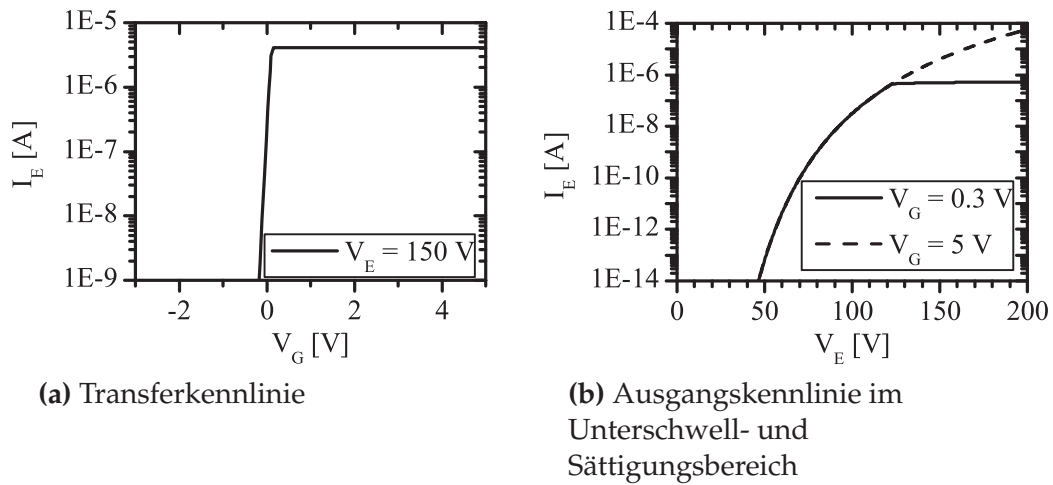 1E-5
1E-6
1E-7
1E-8
1E-9
I_E [A]
V_E = 150 V
-2 0 2 4
V_G [V]
(a) Transferkennlinie
1E-4
1E-6
1E-8
1E-10
1E-12
1E-14
I_E [A]
V_G = 0.3 V
V_G = 5 V
0 50 100 150 200
V_E [V]
(b) Ausgangskennlinie im
Unterschwell- und
Sättigungsbereich